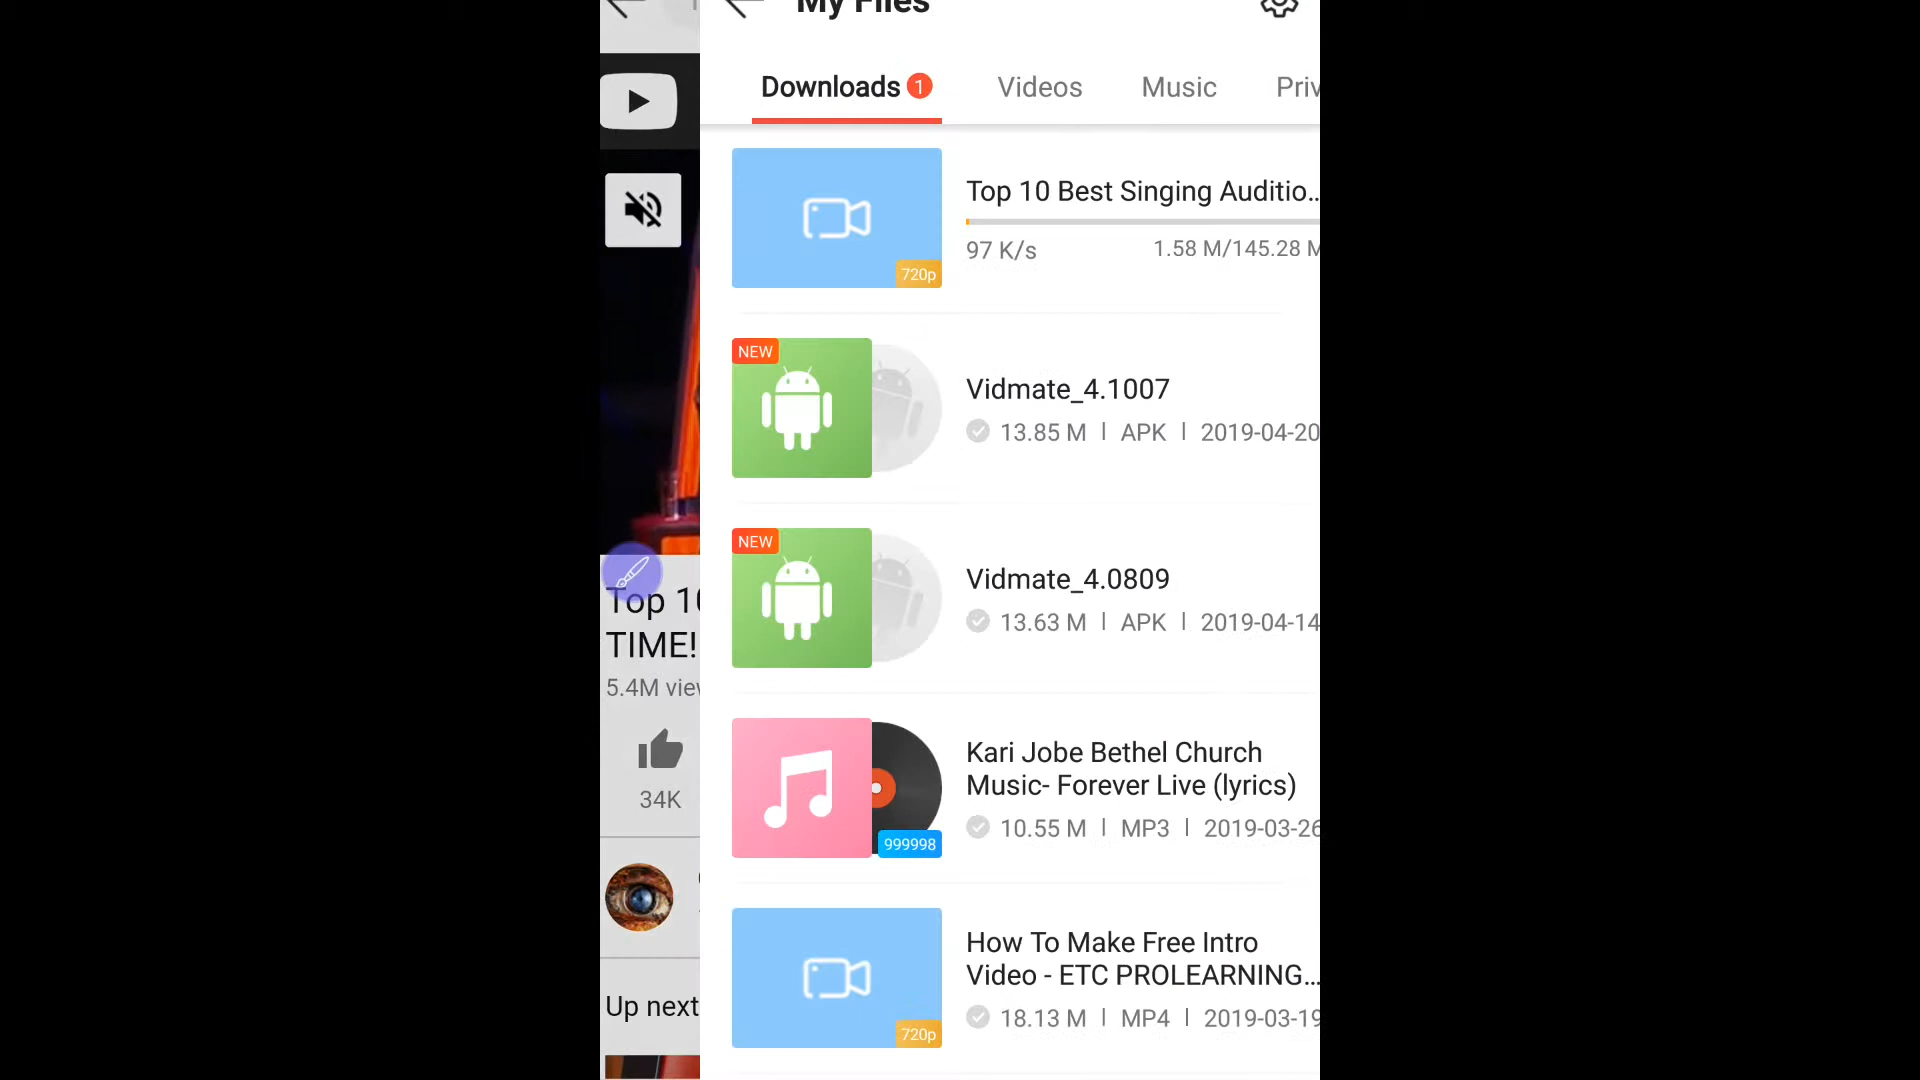 My Files
Downloads 1
Videos
Music
Priv
Top 10 Best Singing Auditio...
97 K/s
1.58 M/145.28 M
720p
NEW
Vidmate_4.1007
13.85 M | APK | 2019-04-20
NEW
Vidmate_4.0809
13.63 M | APK | 2019-04-14
Kari Jobe Bethel Church
Music- Forever Live (lyrics)
999998
10.55 M | MP3 | 2019-03-26
How To Make Free Intro
Video - ETC PROLEARNING...
720p
18.13 M | MP4 | 2019-03-19
Top 10
TIME!
5.4M view
34K
Up next